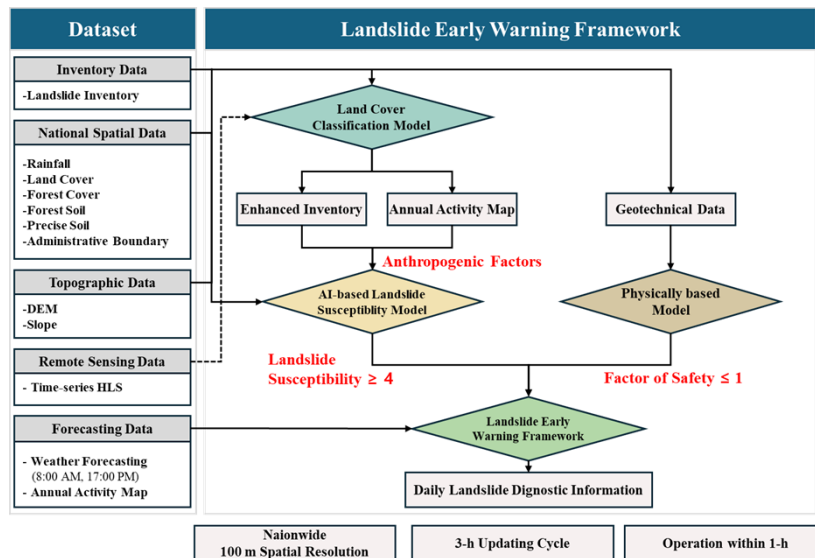 Dataset
Landslide Early Warning Framework
Inventory Data
-Landslide Inventory
National Spatial Data
-Rainfall
-Land Cover
-Forest Cover
-Forest Soil
-Precise Soil
-Administrative Boundary
Topographic Data
-DEM
-Slope
Remote Sensing Data
- Time-series HLS
Forecasting Data
- Weather Forecasting
(8:00 AM, 17:00 PM)
- Annual Activity Map
Land Cover
Classification Model
Enhanced Inventory
Annual Activity Map
Geotechnical Data
Anthropogenic Factors
AI-based Landslide
Susceptiblity Model
Physically based
Model
Landslide
Susceptibility ≥ 4
Factor of Safety ≤ 1
Landslide Early
Warning Framework
Daily Landslide Dignostic Information
Naionwide
100 m Spatial Resolution
3-h Updating Cycle
Operation within 1-h